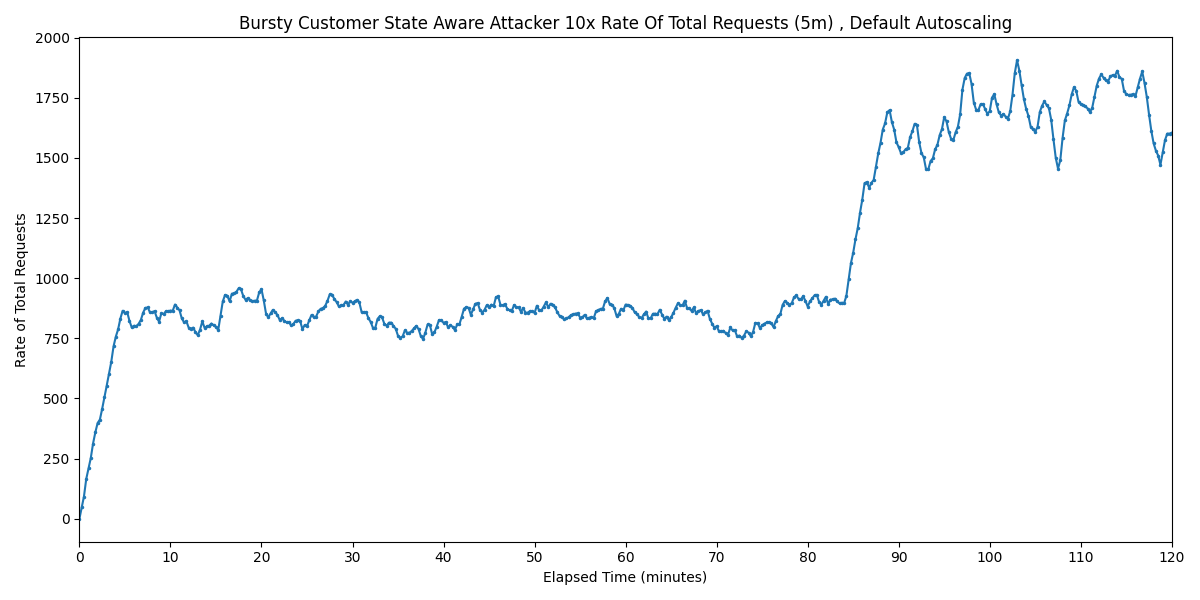 Bursty Customer State Aware Attacker 10x Rate Of Total Requests (5m) , Default Autoscaling
2000
1750
1500
1250
1000
750
500
250
0
Rate of Total Requests
0 10 20 30 40 50 60 70 80 90 100 110 120
Elapsed Time (minutes)